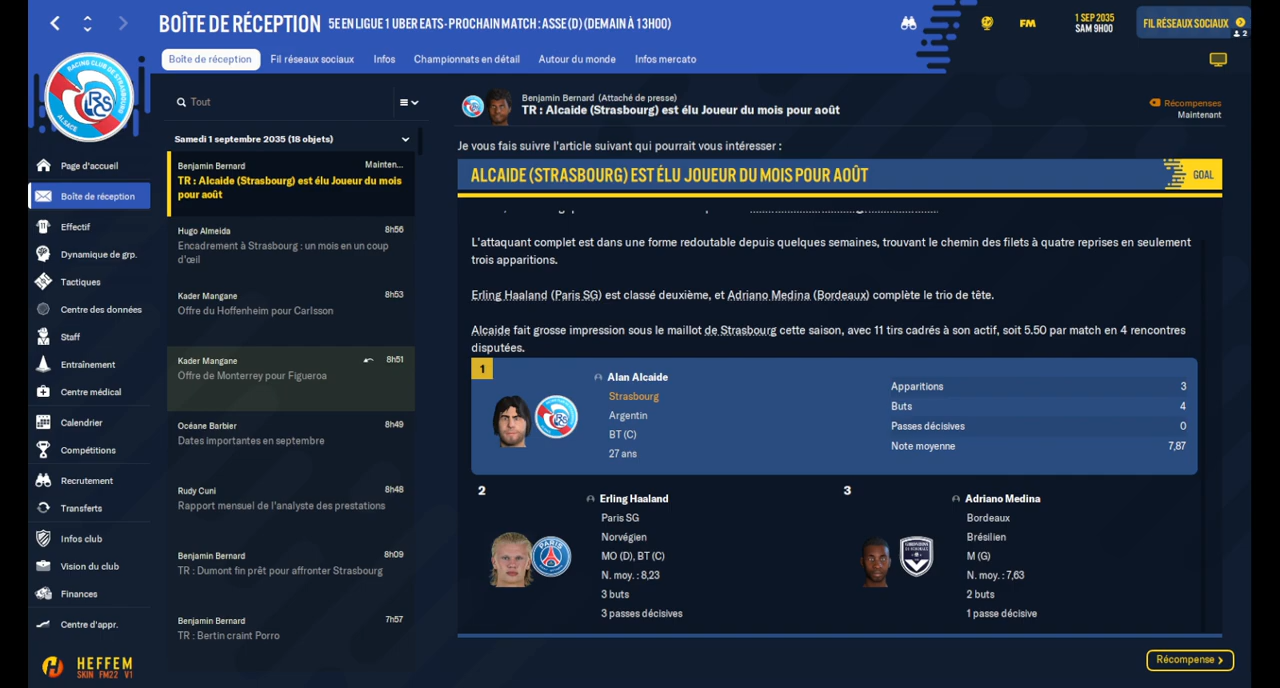 BOÎTE DE RÉCEPTION 5E EN LIGUE 1 UBER EATS - PROCHAIN MATCH : ASSE (D) (DEMAIN À 13H00)
FM
1 SEP 2035
SAM 9H00
FIL RÉSEAUX SOCIAUX
2
Boîte de réception Fil réseaux sociaux Infos Championnats en détail Autour du monde Infos mercato
RACING CLUB DE STRASBOURG
RCS
ALSACE
Page d'accueil
Boîte de réception
Effectif
Dynamique de grp.
Tactiques
Centre des données
Staff
Entraînement
Centre médical
Calendrier
Compétitions
Recrutement
Transferts
Infos club
Vision du club
Finances
Centre d'appr.
HEFFEM
SKIN FM22 V1
Tout
Samedi 1 septembre 2035 (18 objets)
Benjamin Bernard Mainten...
TR : Alcaide (Strasbourg) est élu Joueur du mois
pour août
Hugo Almeida 8h56
Encadrement à Strasbourg : un mois en un coup
d'œil
Kader Mangane 8h53
Offre du Hoffenheim pour Carlsson
Kader Mangane 8h51
Offre de Monterrey pour Figueroa
Océane Barbier 8h49
Dates importantes en septembre
Rudy Cuni 8h48
Rapport mensuel de l'analyste des prestations
Benjamin Bernard 8h09
TR : Dumont fin prêt pour affronter Strasbourg
Benjamin Bernard 7h57
TR : Bertin craint Porro
Benjamin Bernard (Attaché de presse)
TR : Alcaide (Strasbourg) est élu Joueur du mois pour août
Récompenses
Maintenant
Je vous fais suivre l'article suivant qui pourrait vous intéresser :
ALCAIDE (STRASBOURG) EST ÉLU JOUEUR DU MOIS POUR AOÛT
GOAL
L'attaquant complet est dans une forme redoutable depuis quelques semaines, trouvant le chemin des filets à quatre reprises en seulement
trois apparitions.
Erling Haaland (Paris SG) est classé deuxième, et Adriano Medina (Bordeaux) complète le trio de tête.
Alcaide fait grosse impression sous le maillot de Strasbourg cette saison, avec 11 tirs cadrés à son actif, soit 5.50 par match en 4 rencontres
disputées.
1
Alan Alcaide
Strasbourg
Argentin
BT (C)
27 ans
Apparitions 3
Buts 4
Passes décisives 0
Note moyenne 7,87
2
Erling Haaland
Paris SG
Norvégien
MO (D), BT (C)
N. moy. : 8,23
3 buts
3 passes décisives
3
Adriano Medina
Bordeaux
Brésilien
M (G)
N. moy. : 7,63
2 buts
1 passe décisive
Récompense